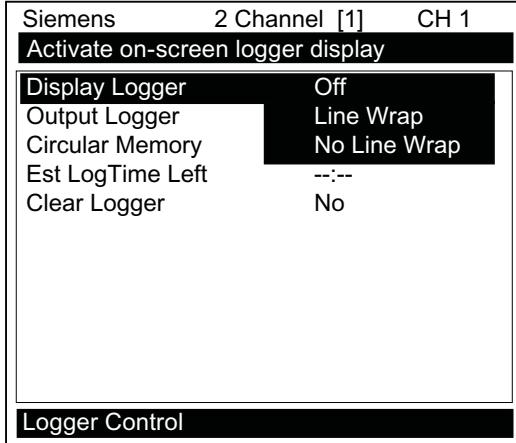 Siemens 2 Channel [1] CH 1
Activate on-screen logger display
Display Logger Off
Output Logger Line Wrap
Circular Memory No Line Wrap
Est LogTime Left --:--
Clear Logger No
Logger Control